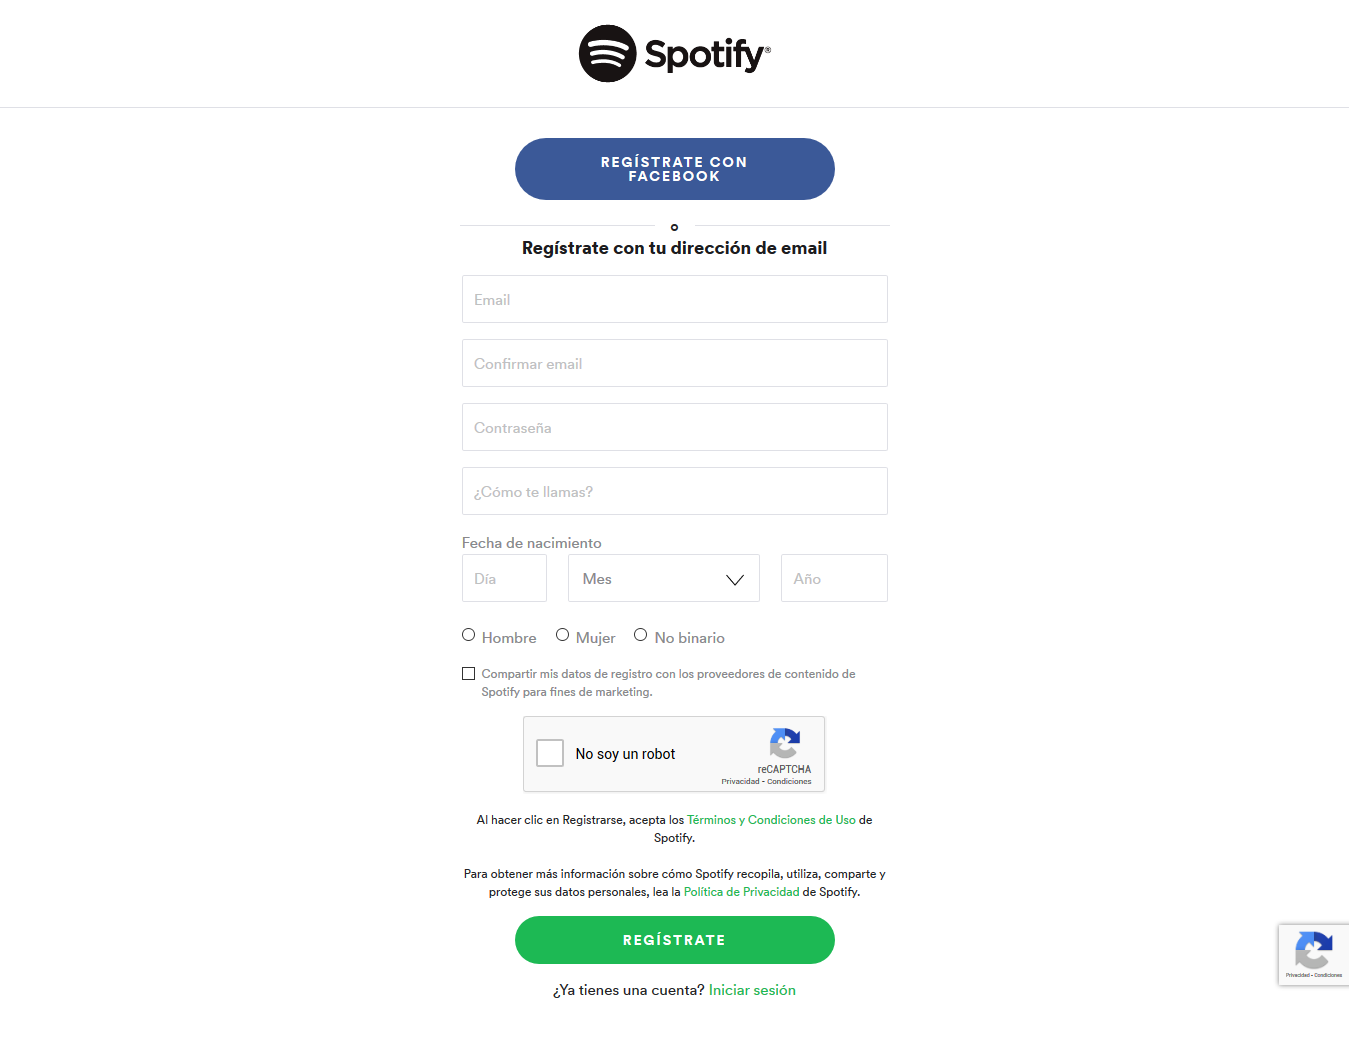 Spotify®
REGÍSTRATE CON
FACEBOOK
o
Regístrate con tu dirección de email
Email
Confirmar email
Contraseña
¿Cómo te llamas?
Fecha de nacimiento
Día Mes Año
Hombre Mujer No binario
Compartir mis datos de registro con los proveedores de contenido de
Spotify para fines de marketing.
No soy un robot
reCAPTCHA
Privacidad - Condiciones
Al hacer clic en Registrarse, acepta los Términos y Condiciones de Uso de
Spotify.
Para obtener más información sobre cómo Spotify recopila, utiliza, comparte y
protege sus datos personales, lea la Política de Privacidad de Spotify.
REGÍSTRATE
Privacidad - Condiciones
¿Ya tienes una cuenta? Iniciar sesión